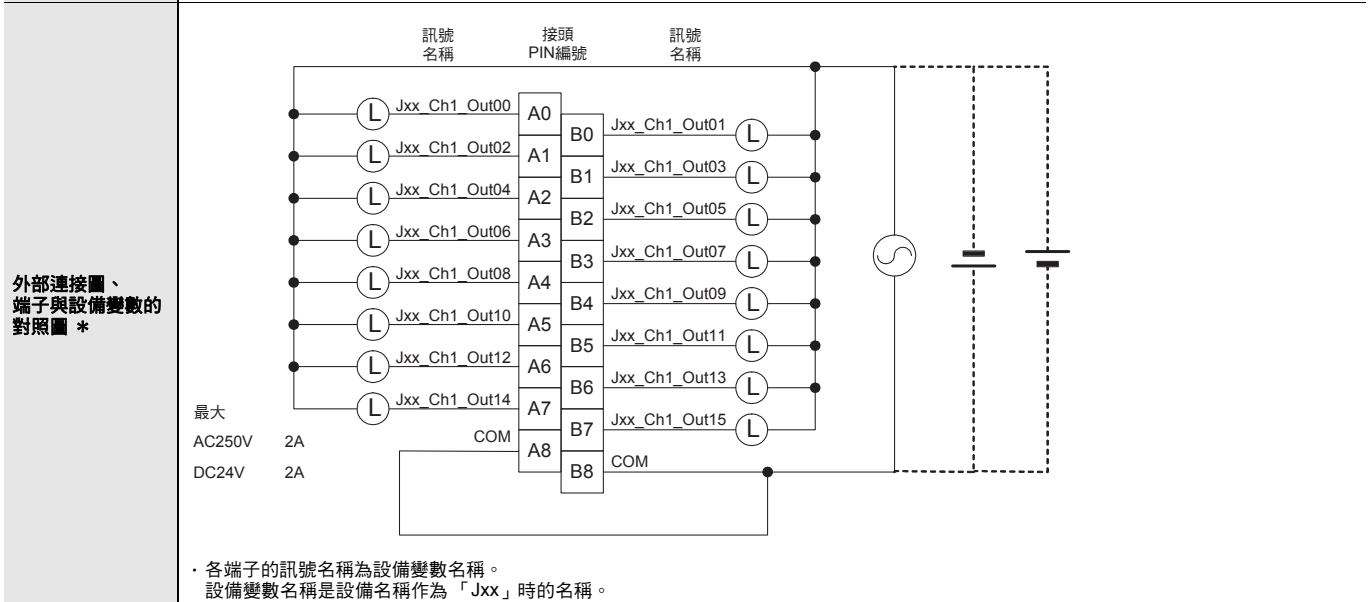 外部連接圖、
端子與設備變數的
對照圖 ＊
訊號
名稱
接頭
PIN編號
訊號
名稱
L Jxx_Ch1_Out00 A0
B0 Jxx_Ch1_Out01 L
L Jxx_Ch1_Out02 A1
B1 Jxx_Ch1_Out03 L
L Jxx_Ch1_Out04 A2
B2 Jxx_Ch1_Out05 L
L Jxx_Ch1_Out06 A3
B3 Jxx_Ch1_Out07 L
L Jxx_Ch1_Out08 A4
B4 Jxx_Ch1_Out09 L
L Jxx_Ch1_Out10 A5
B5 Jxx_Ch1_Out11 L
L Jxx_Ch1_Out12 A6
B6 Jxx_Ch1_Out13 L
L Jxx_Ch1_Out14 A7
B7 Jxx_Ch1_Out15 L
COM A8
B8 COM
最大
AC250V 2A
DC24V 2A
・各端子的訊號名稱為設備變數名稱。
設備變數名稱是設備名稱作為「Jxx」時的名稱。